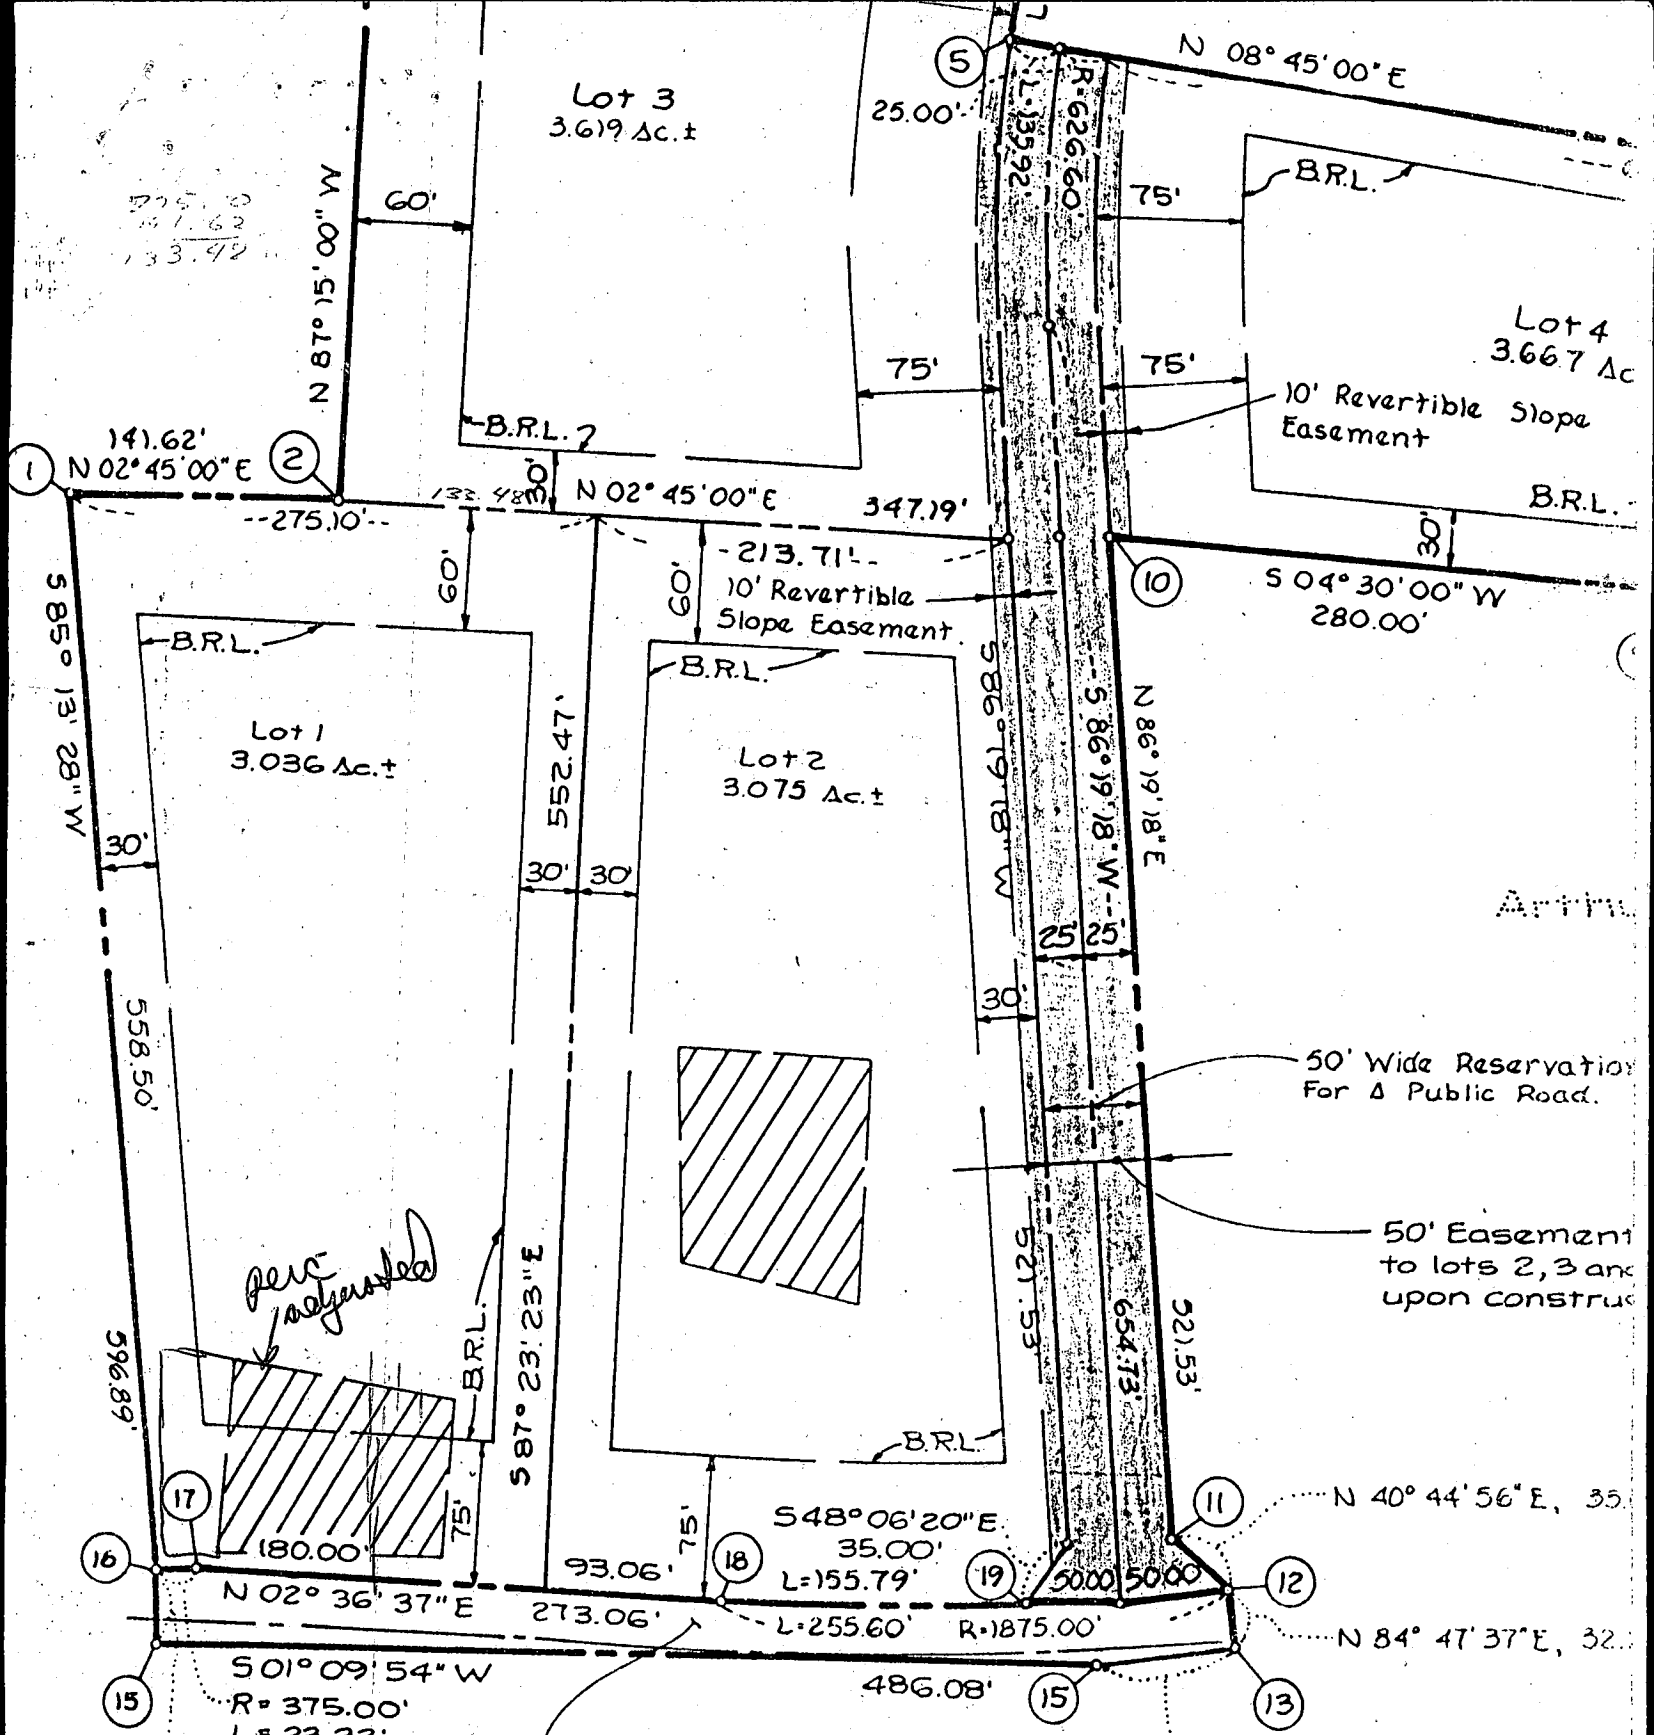 5
N 08° 45' 00" E
Lot 3
3.619 Ac.±
25.00'
L=135.92'
R=626.60'
B.R.L.
N 87° 15' 00" W
60'
75'
Lot 4
3.667 Ac
75'
75'
10' Revertible Slope
Easement
141.62'
1
N 02° 45' 00" E
2
B.R.L.
30'
133.48
N 02° 45' 00" E
347.19'
B.R.L.
30'
--275.10'--
-213.71'--
60'
60'
10' Revertible
Slope Easement
10
S 04° 30' 00" W
280.00'
S 85° 13' 28" W
B.R.L.
B.R.L.
S 86° 19' 18" W
---S 86° 19' 18" W---
N 86° 19' 18" E
Lot 1
3.036 Ac.±
552.47'
Lot 2
3.075 Ac.±
30'
30'
30'
25'
25'
30'
558.50'
50' Wide Reservation
For A Public Road.
perc
adjusted
50' Easement
to lots 2, 3 and
upon construc
521.53'
654.73'
521.53'
596.89'
B.R.L.
S 87° 23' 23" E
B.R.L.
17
75'
75'
S 48° 06' 20" E
35.00'
11
N 40° 44' 56" E, 35.
16
180.00'
93.06'
18
L=155.79'
19
50.00
50.00
12
N 02° 36' 37" E
273.06'
L=255.60'
R=1875.00'
N 84° 47' 37" E, 32.
S 01° 09' 54" W
486.08'
15
R= 375.00'
15
13